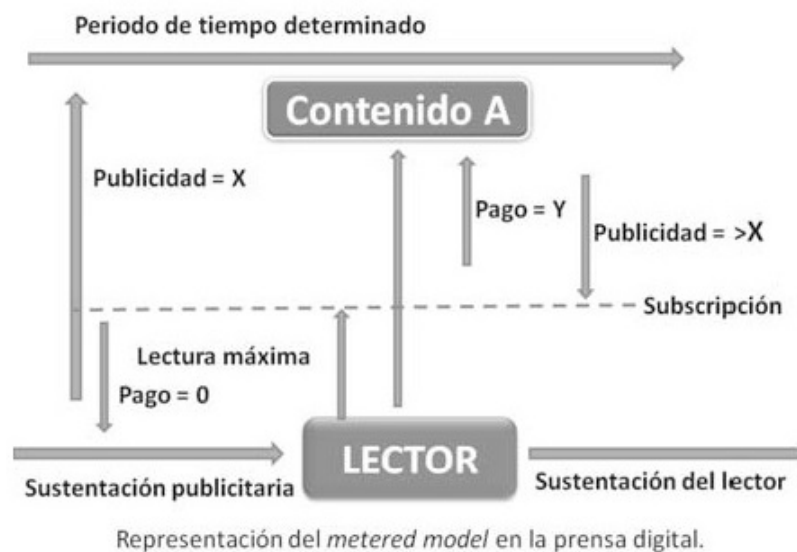 Periodo de tiempo determinado
Contenido A
Publicidad = X
Pago = Y
Publicidad = >X
Subscripción
Lectura máxima
Pago = 0
LECTOR
Sustentación publicitaria
Sustentación del lector
Representación del metered model en la prensa digital.